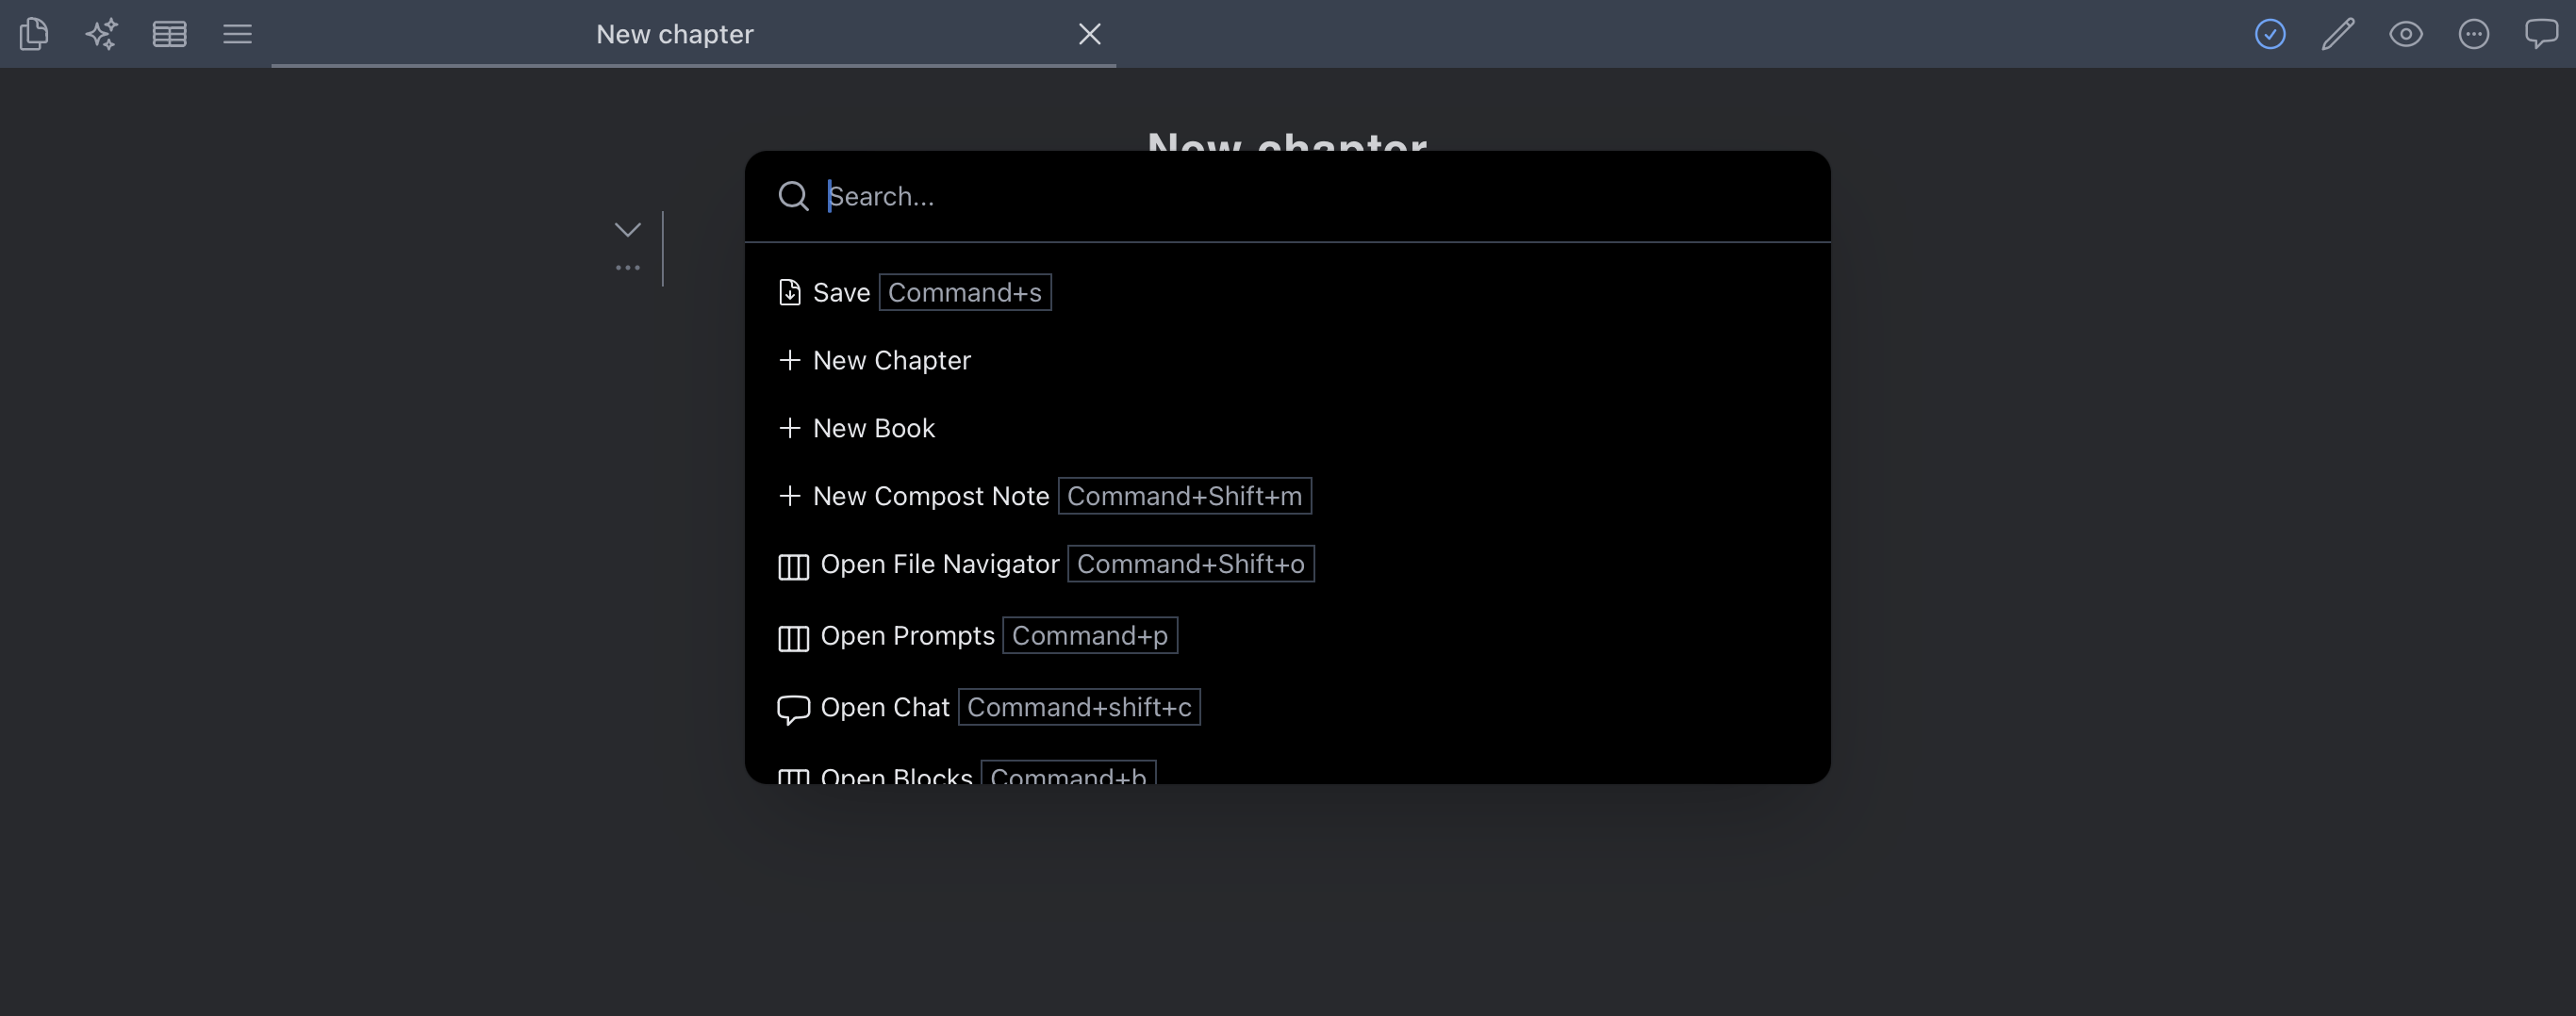 New chapter
New chapter
Search...
Save Command+s
New Chapter
New Book
New Compost Note Command+Shift+m
Open File Navigator Command+Shift+o
Open Prompts Command+p
Open Chat Command+shift+c
Open Blocks Command+b